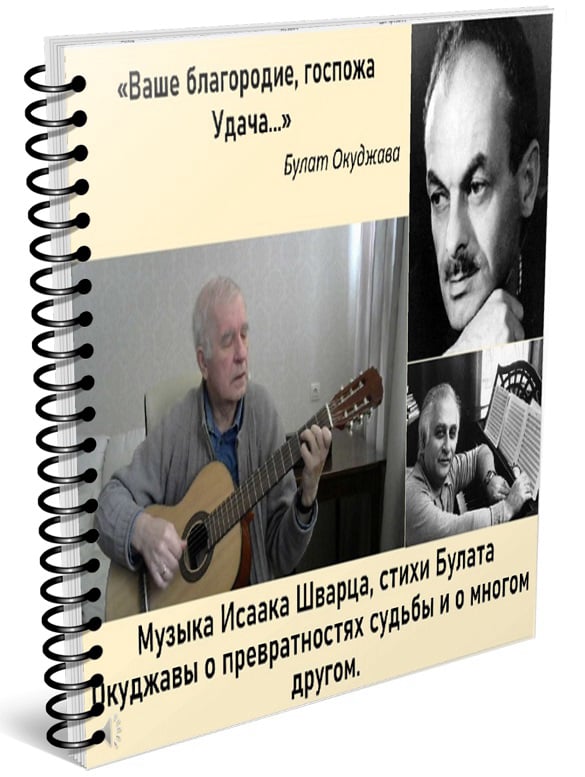 «Ваше благородие, госпожа
Удача...»
Булат Окуджава
Музыка Исаака Шварца, стихи Булата
Окуджавы о превратностях судьбы и о многом
другом.